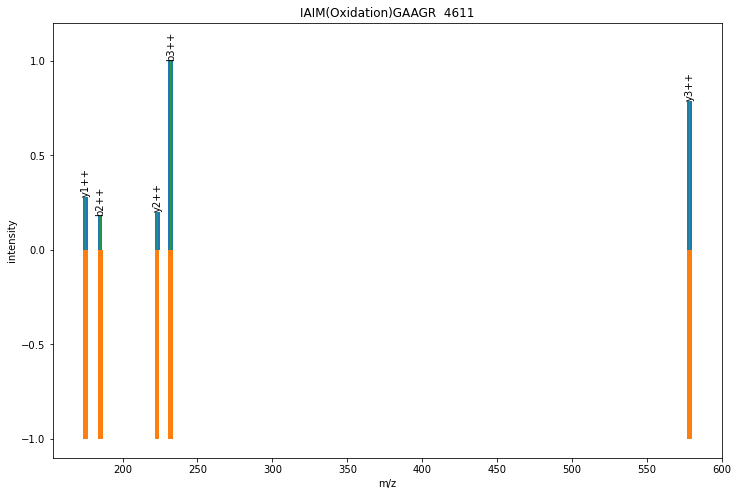 IAIM(Oxidation)GAAGR 4611
b3++
y3++
y1++
b2++
y2++
1.0
0.5
0.0
−0.5
−1.0
intensity
200 250 300 350 400 450 500 550 600
m/z